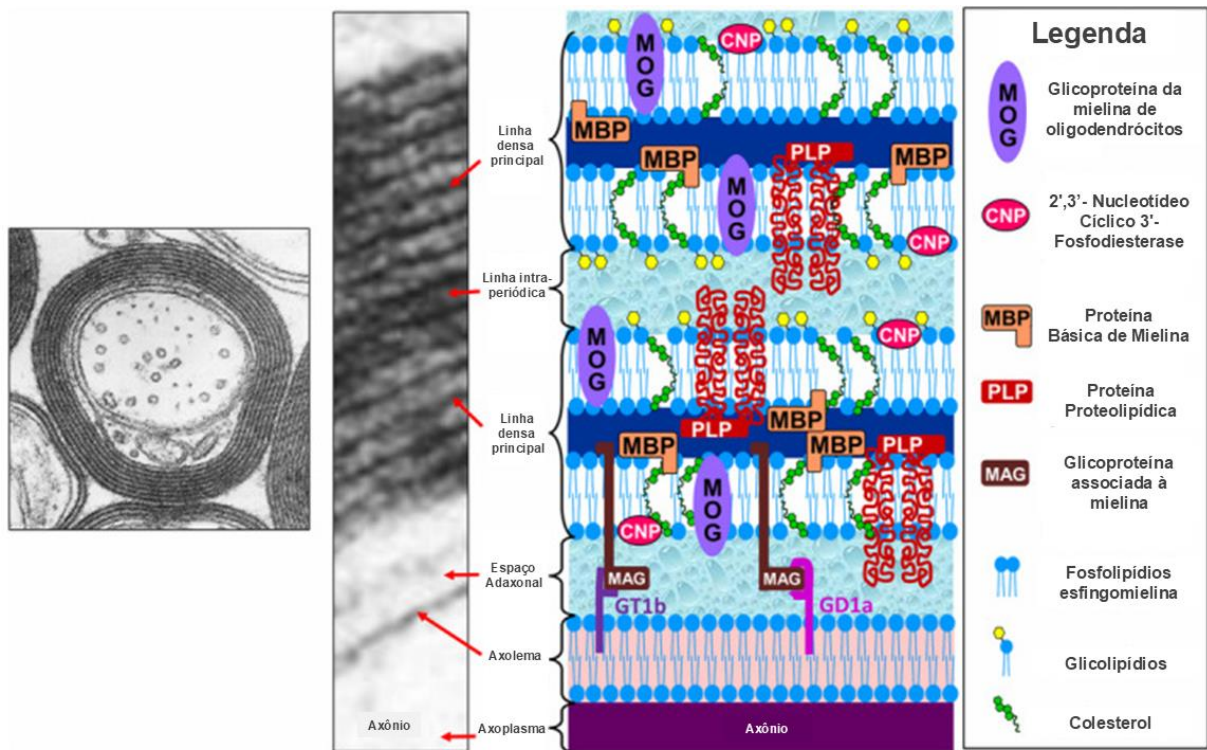 Linha
densa
principal
Linha intra-
periódica
Linha
densa
principal
Espaço
Adaxonal
Axolema
Axoplasma
Axônio
MOG
CNP
MBP
MBP
PLP
MBP
MOG
CNP
MOG
CNP
MBP
PLP
MBP
MBP
PLP
MOG
CNP
MAG
MAG
GT1b
GD1a
Axônio
Legenda
MOG
Glicoproteína da
mielina de
oligodendrócitos
CNP
2',3'- Nucleotídeo
Cíclico 3'-
Fosfodiesterase
MBP
Proteína
Básica de Mielina
PLP
Proteína
Proteolipídica
MAG
Glicoproteína
associada à
mielina
Fosfolipídios
esfingomielina
Glicolipídios
Colesterol